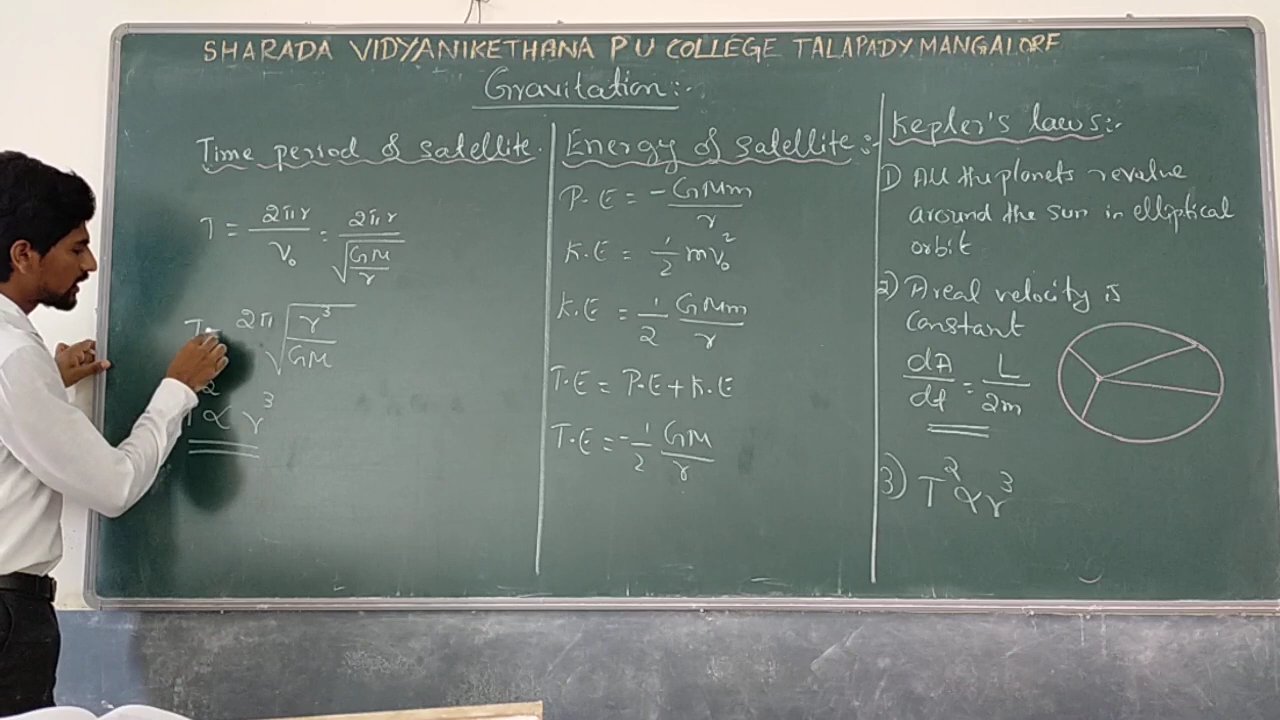 SHARADA VIDYANIKETHANA P U COLLEGE TALAPADY MANGALORE
Gravitation:-
Time period of satellite.
T = 2πr / V₀ = 2πr / √(GM/r)
T = 2π √(r³/GM)
T² ∝ r³
Energy of satellite:-
P.E = -GMm/r
K.E = 1/2 mv₀²
K.E = 1/2 GMm/r
T.E = P.E + K.E
T.E = -1/2 GM/r
Kepler's laws:-
1) All the planets revolve
around the sun in elliptical
orbit
2) Areal velocity is
constant
dA/dt = L/2m
3) T² ∝ r³